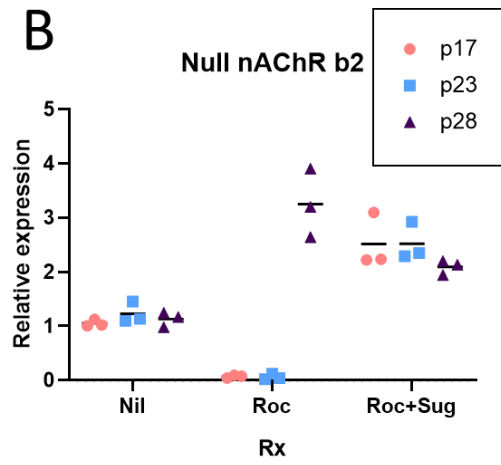 B
Null nAChR b2
p17
p23
p28
Relative expression
5
4
3
2
1
0
Nil
Roc
Roc+Sug
Rx